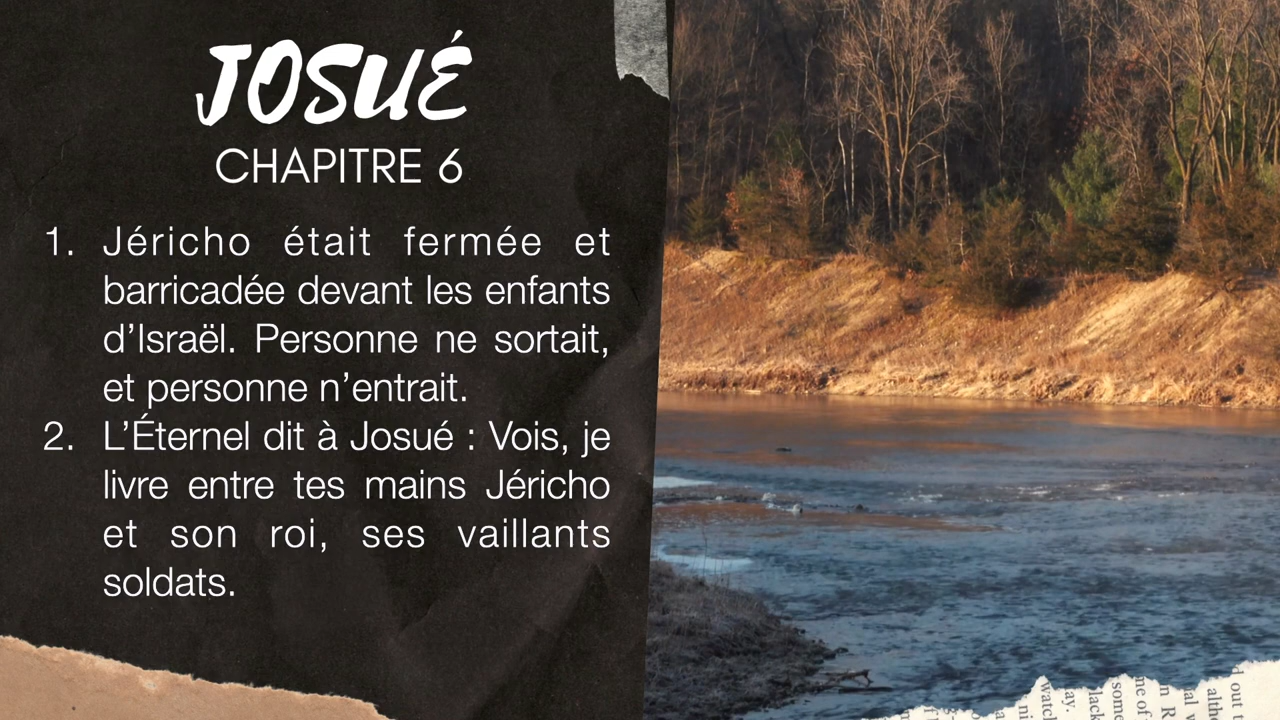 JOSUÉ
CHAPITRE 6
1. Jéricho était fermée et
barricadée devant les enfants
d’Israël. Personne ne sortait,
et personne n’entrait.
2. L’Éternel dit à Josué : Vois, je
livre entre tes mains Jéricho
et son roi, ses vaillants
soldats.